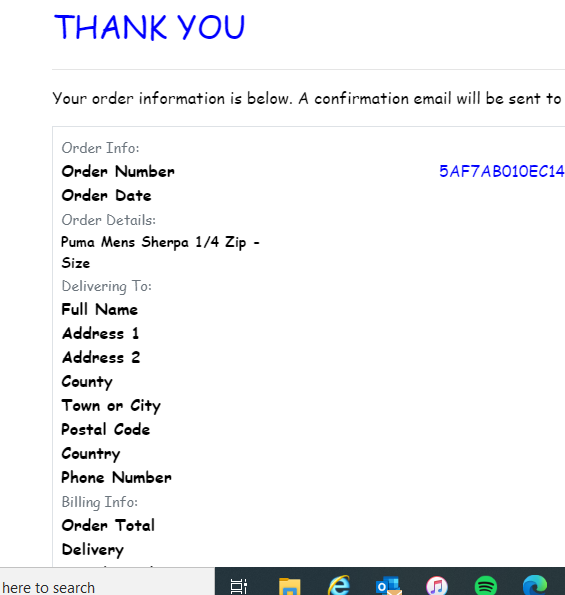 THANK YOU
Your order information is below. A confirmation email will be sent to
Order Info:
Order Number 5AF7AB010EC14
Order Date
Order Details:
Puma Mens Sherpa 1/4 Zip -
Size
Delivering To:
Full Name
Address 1
Address 2
County
Town or City
Postal Code
Country
Phone Number
Billing Info:
Order Total
Delivery
here to search